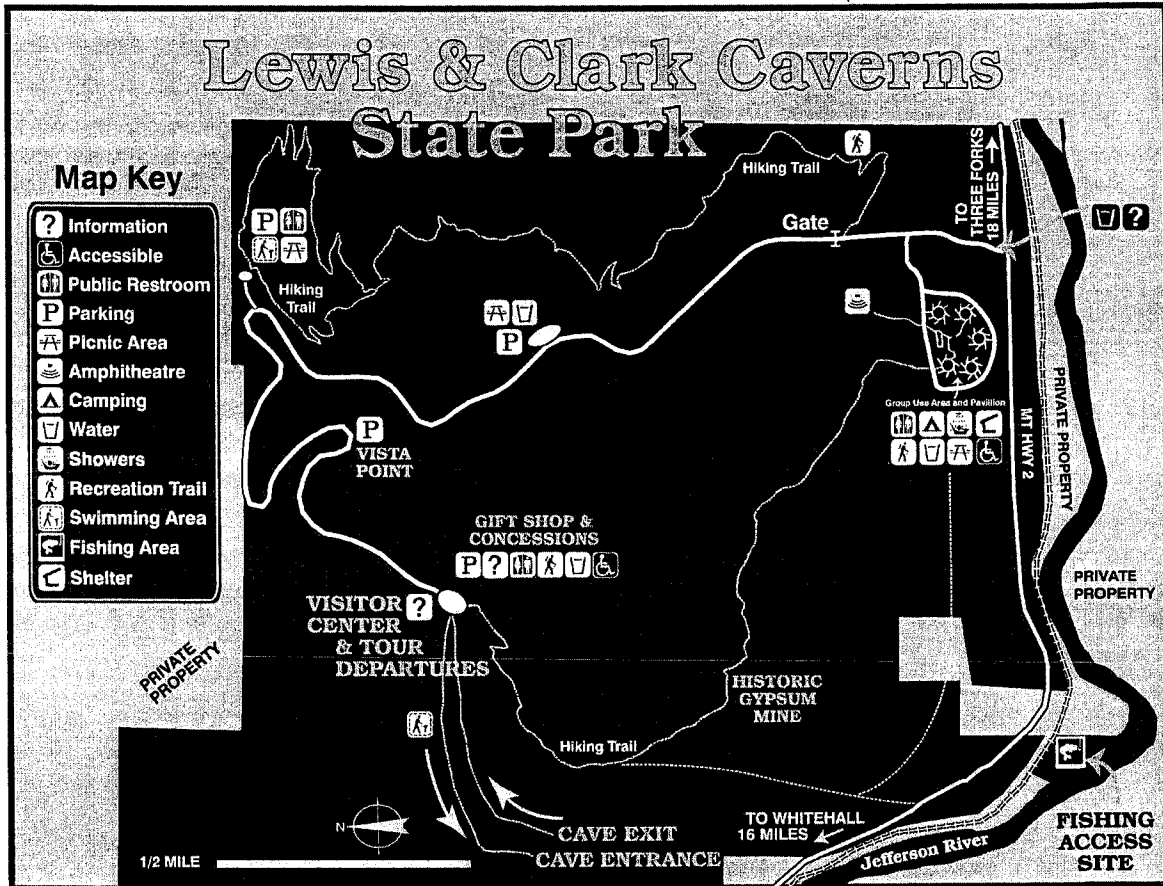 Lewis & Clark Caverns
State Park
Map Key
? Information
Accessible
Public Restroom
P Parking
Picnic Area
Amphitheatre
Camping
Water
Showers
Recreation Trail
Swimming Area
Fishing Area
Shelter
PRIVATE
PROPERTY
P
Hiking
Trail
P
Hiking Trail
Gate
TO
THREE FORKS
18 MILES
?
P
VISTA
POINT
Group Use Area and Pavillion
MT HWY 2
PRIVATE PROPERTY
PRIVATE
PROPERTY
GIFT SHOP &
CONCESSIONS
P ?
VISITOR ?
CENTER
& TOUR
DEPARTURES
HISTORIC
GYPSUM
MINE
Hiking Trail
N
1/2 MILE
CAVE EXIT
CAVE ENTRANCE
TO WHITEHALL
16 MILES
Jefferson River
FISHING
ACCESS
SITE